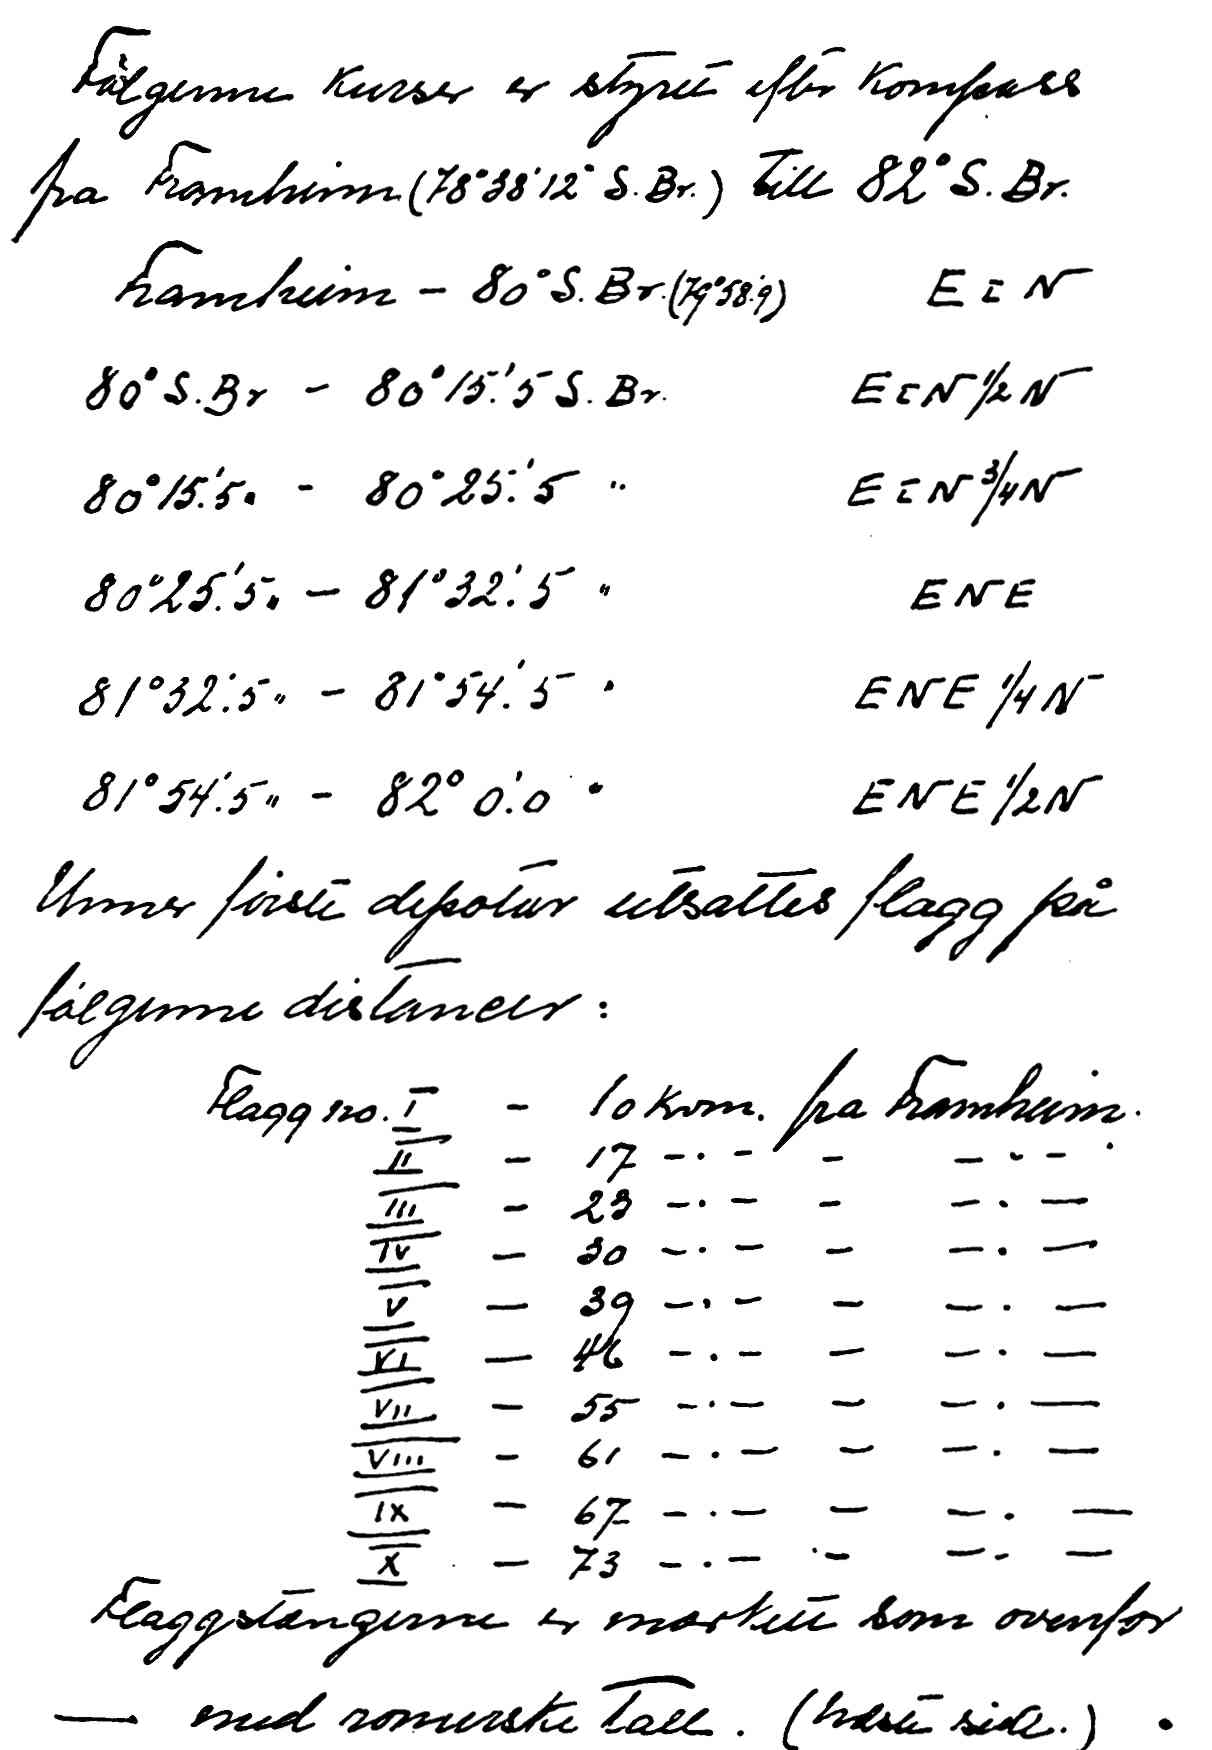 Følgenne kurser er styret efter kompass
fra Framheim (78°38'12" S. Br.) till 82° S. Br.
Framheim – 80° S. Br. (79°58'.9) E t N
80° S. Br – 80°15.'5 S. Br. E t N 1/2 N
80°15.'5 " – 80°25.'5 " E t N 3/4 N
80°25.'5 " – 81°32.'5 " ENE
81°32.'5 " – 81°54.'5 " ENE 1/4 N
81°54.'5 " – 82°0.'0 " ENE 1/2 N
Unner første depotur utsattes flagg på
følgenne distancer:
Flagg no. I – 10 kvm. fra Framheim.
II – 17 – . – – – . –
III – 23 – . – – – . –
IV – 30 – . – – – . –
V – 39 – . – – – . –
VI – 46 – . – – – . –
VII – 55 – . – – – . –
VIII – 61 – . – – – . –
IX – 67 – . – – – . –
X – 73 – . – – – . –
Flaggstængerne er mærkett som ovenfor
— med romerske tall. (Næste side.)